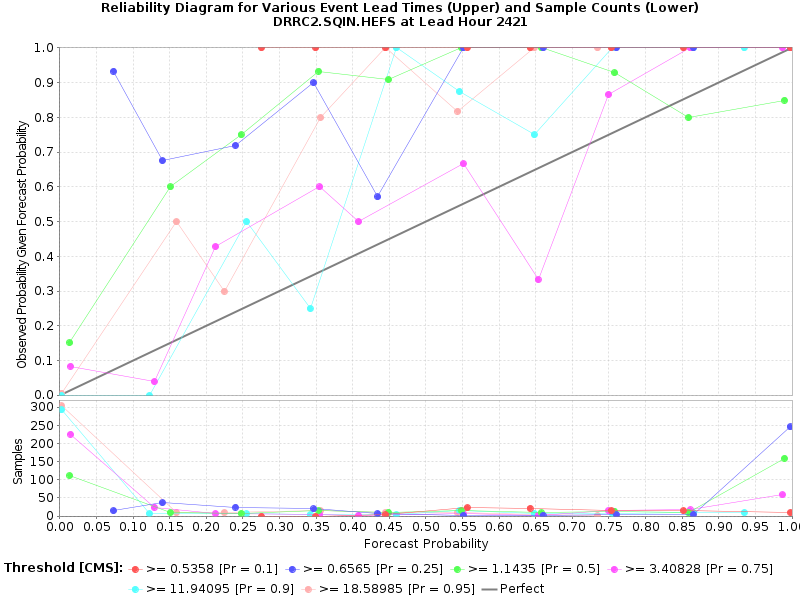 Reliability Diagram for Various Event Lead Times (Upper) and Sample Counts (Lower)
DRRC2.SQIN.HEFS at Lead Hour 2421
Observed Probability Given Forecast Probability
1.0
0.9
0.8
0.7
0.6
0.5
0.4
0.3
0.2
0.1
0.0
Samples
300
250
200
150
100
50
0
0.00 0.05 0.10 0.15 0.20 0.25 0.30 0.35 0.40 0.45 0.50 0.55 0.60 0.65 0.70 0.75 0.80 0.85 0.90 0.95 1.00
Forecast Probability
Threshold [CMS]: >= 0.5358 [Pr = 0.1] >= 0.6565 [Pr = 0.25] >= 1.1435 [Pr = 0.5] >= 3.40828 [Pr = 0.75]
>= 11.94095 [Pr = 0.9] >= 18.58985 [Pr = 0.95] Perfect